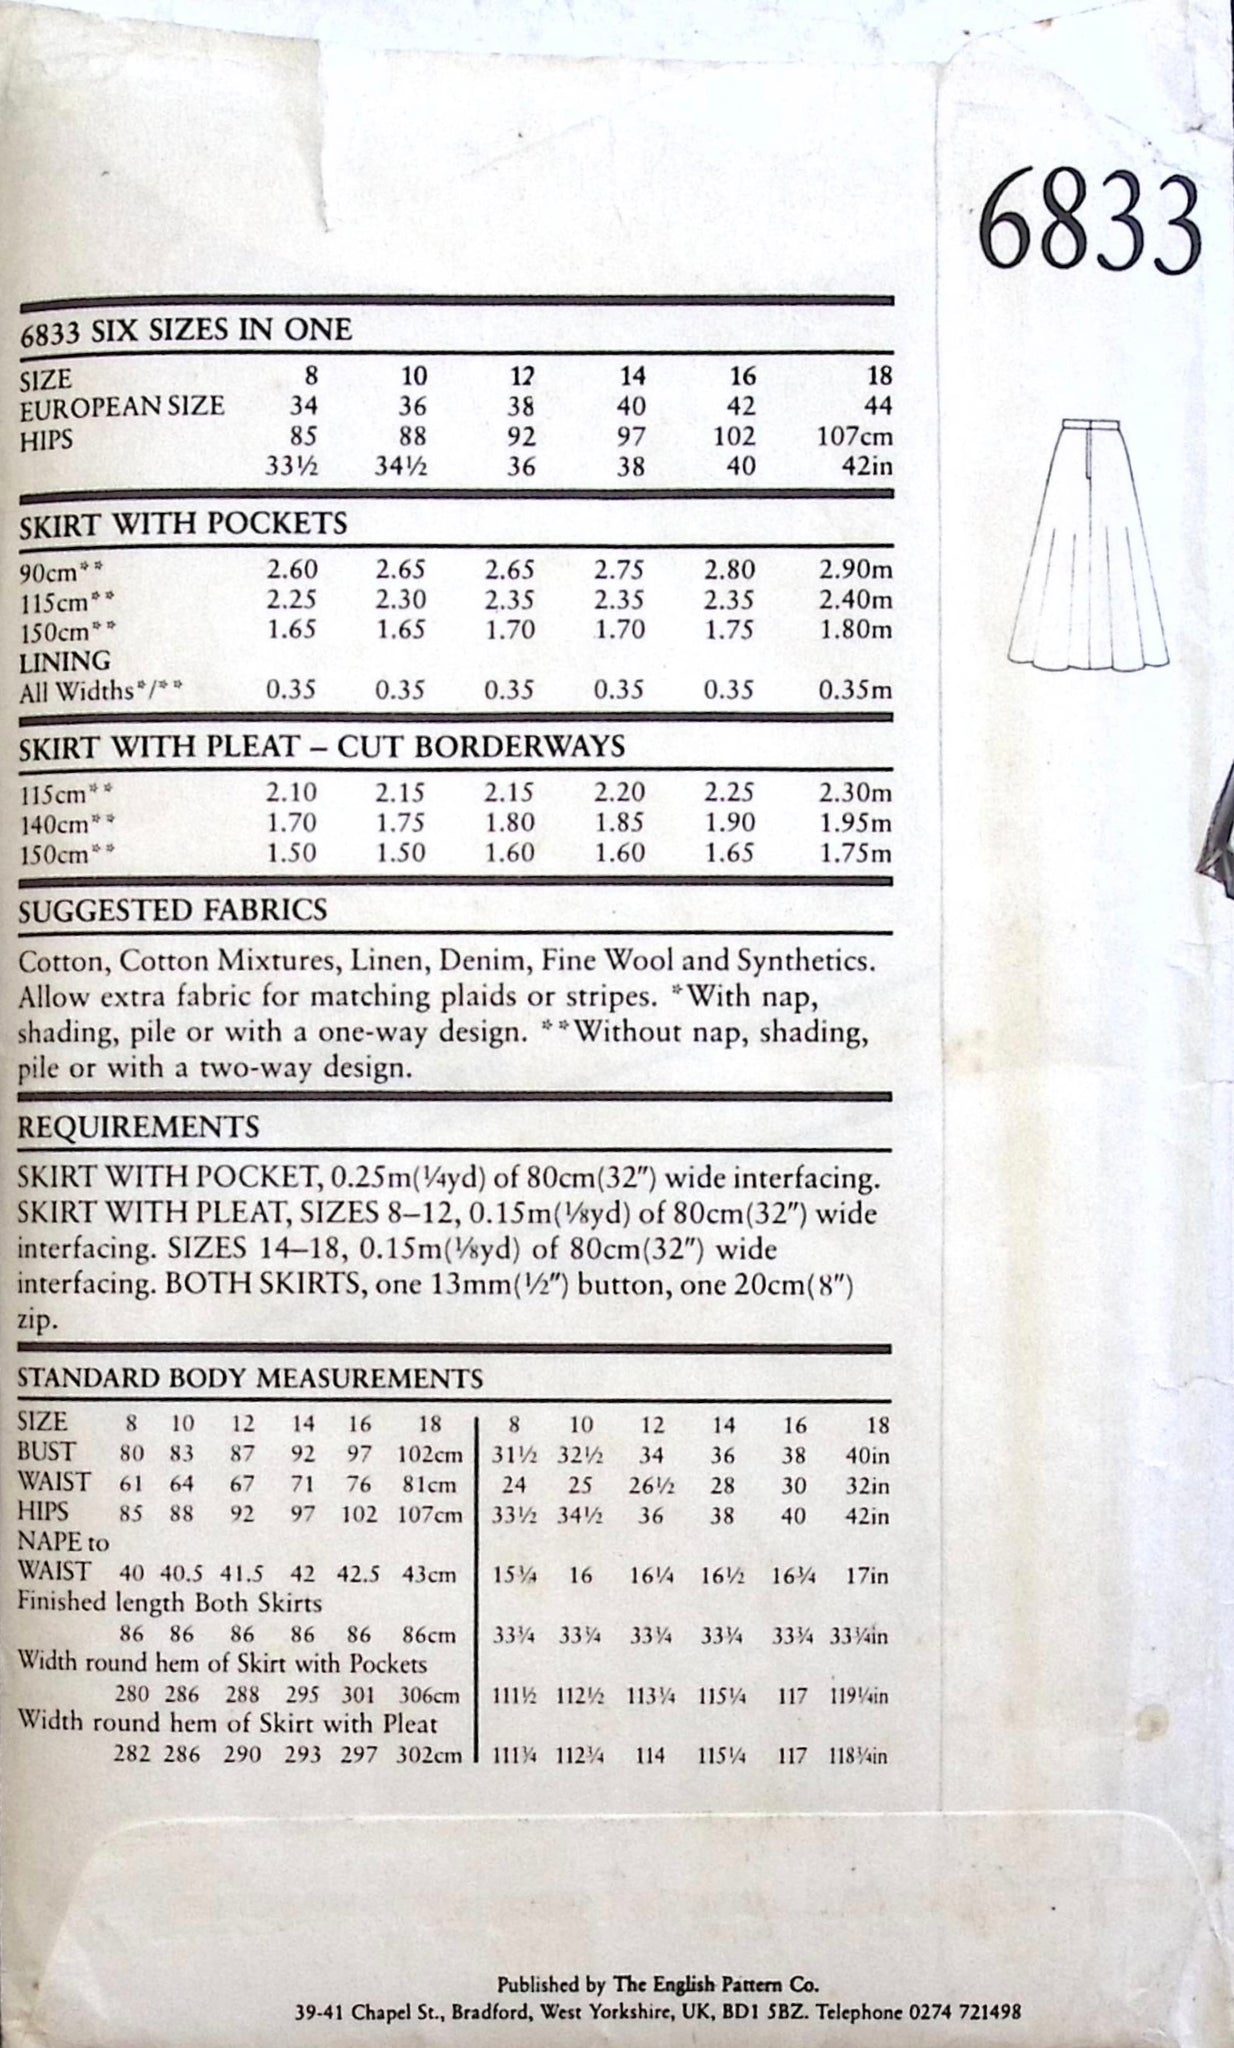 6833
6833 SIX SIZES IN ONE
SIZE 8 10 12 14 16 18
EUROPEAN SIZE 34 36 38 40 42 44
HIPS 85 88 92 97 102 107cm
33½ 34½ 36 38 40 42in
SKIRT WITH POCKETS
90cm** 2.60 2.65 2.65 2.75 2.80 2.90m
115cm** 2.25 2.30 2.35 2.35 2.35 2.40m
150cm** 1.65 1.65 1.70 1.70 1.75 1.80m
LINING
All Widths*/** 0.35 0.35 0.35 0.35 0.35 0.35m
SKIRT WITH PLEAT – CUT BORDERWAYS
115cm** 2.10 2.15 2.15 2.20 2.25 2.30m
140cm** 1.70 1.75 1.80 1.85 1.90 1.95m
150cm** 1.50 1.50 1.60 1.60 1.65 1.75m
SUGGESTED FABRICS
Cotton, Cotton Mixtures, Linen, Denim, Fine Wool and Synthetics.
Allow extra fabric for matching plaids or stripes. *With nap,
shading, pile or with a one-way design. **Without nap, shading,
pile or with a two-way design.
REQUIREMENTS
SKIRT WITH POCKET, 0.25m(¼yd) of 80cm(32″) wide interfacing.
SKIRT WITH PLEAT, SIZES 8–12, 0.15m(⅛yd) of 80cm(32″) wide
interfacing. SIZES 14–18, 0.15m(⅛yd) of 80cm(32″) wide
interfacing. BOTH SKIRTS, one 13mm(½″) button, one 20cm(8″)
zip.
STANDARD BODY MEASUREMENTS
SIZE 8 10 12 14 16 18 8 10 12 14 16 18
BUST 80 83 87 92 97 102cm 31½ 32½ 34 36 38 40in
WAIST 61 64 67 71 76 81cm 24 25 26½ 28 30 32in
HIPS 85 88 92 97 102 107cm 33½ 34½ 36 38 40 42in
NAPE to
WAIST 40 40.5 41.5 42 42.5 43cm 15¾ 16 16¼ 16½ 16¾ 17in
Finished length Both Skirts
86 86 86 86 86 86cm 33¾ 33¾ 33¾ 33¾ 33¾ 33¾in
Width round hem of Skirt with Pockets
280 286 288 295 301 306cm 111½ 112½ 113¼ 115¼ 117 119¼in
Width round hem of Skirt with Pleat
282 286 290 293 297 302cm 111¾ 112¾ 114 115¼ 117 118¾in
Published by The English Pattern Co.
39-41 Chapel St., Bradford, West Yorkshire, UK, BD1 5BZ. Telephone 0274 721498